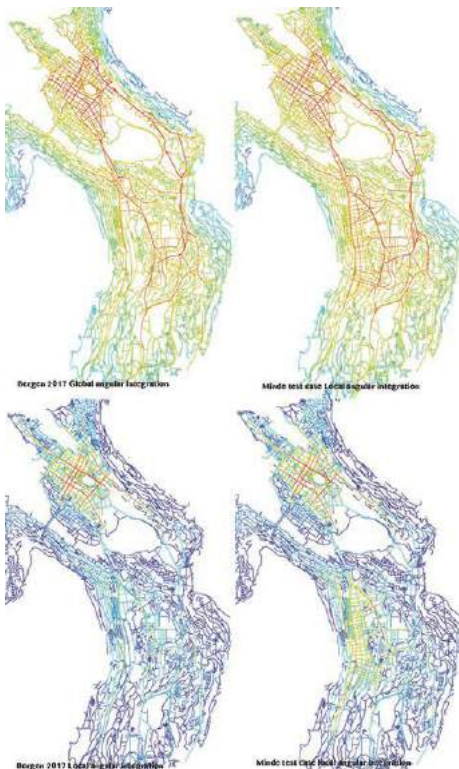 Bergen 2017 Global angular integration
Minde test case Local angular integration
Bergen 2017 Local angular integration
Minde test case local angular integration